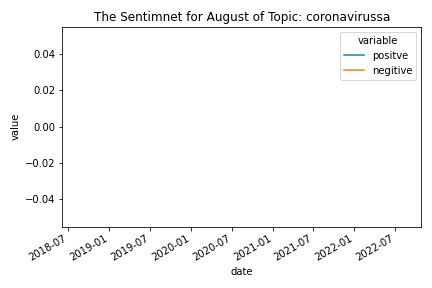 The Sentimnet for August of Topic: coronavirussa
variable
positve
negitive
0.04
0.02
0.00
−0.02
−0.04
value
2018-07
2019-01
2019-07
2020-01
2020-07
2021-01
2021-07
2022-01
2022-07
date